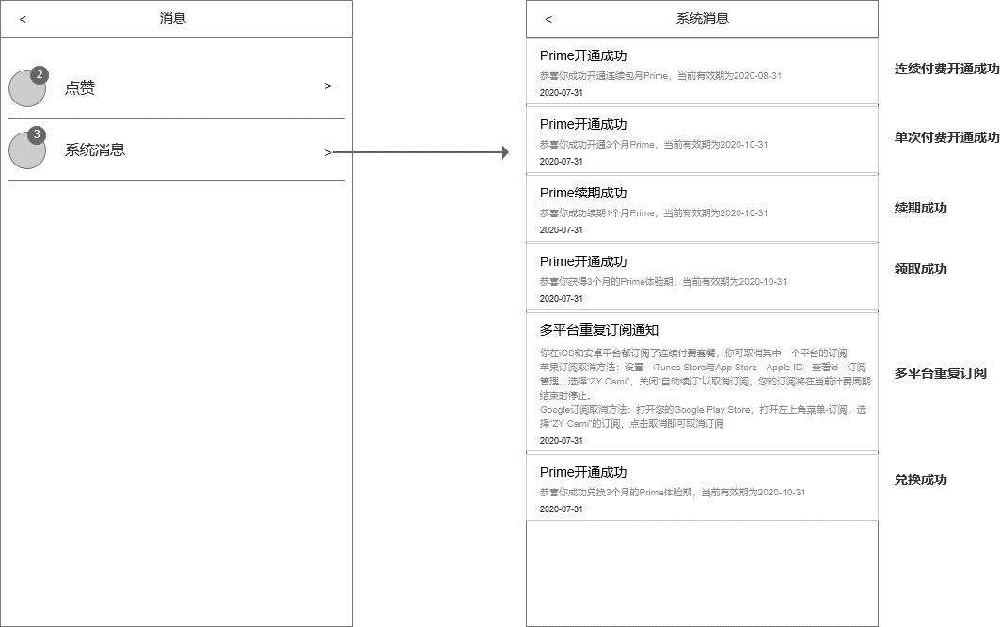 <
消息
2
点赞
>
3
系统消息
>
<
系统消息
Prime开通成功
恭喜你成功开通连续包月Prime，当前有效期为2020-08-31
2020-07-31
连续付费开通成功
Prime开通成功
恭喜你成功开通3个月Prime，当前有效期为2020-10-31
2020-07-31
单次付费开通成功
Prime续期成功
恭喜你成功续期1个月Prime，当前有效期为2020-10-31
2020-07-31
续期成功
Prime开通成功
恭喜你获得3个月的Prime体验期，当前有效期为2020-10-31
2020-07-31
领取成功
多平台重复订阅通知
你在iOS和安卓平台都订阅了连续付费套餐，你可取消其中一个平台的订阅
苹果订阅取消方法：设置 - iTunes Store与App Store - Apple ID - 查看id - 订阅
管理，选择"ZY Cami"，关闭"自动续订"以取消订阅，您的订阅将在当前计费周期
结束时停止。
Google订阅取消方法：打开您的Google Play Store，打开左上角菜单-订阅，选
择"ZY Cami"的订阅，点击取消即可取消订阅
2020-07-31
多平台重复订阅
Prime开通成功
恭喜你成功兑换3个月的Prime体验期，当前有效期为2020-10-31
2020-07-31
兑换成功